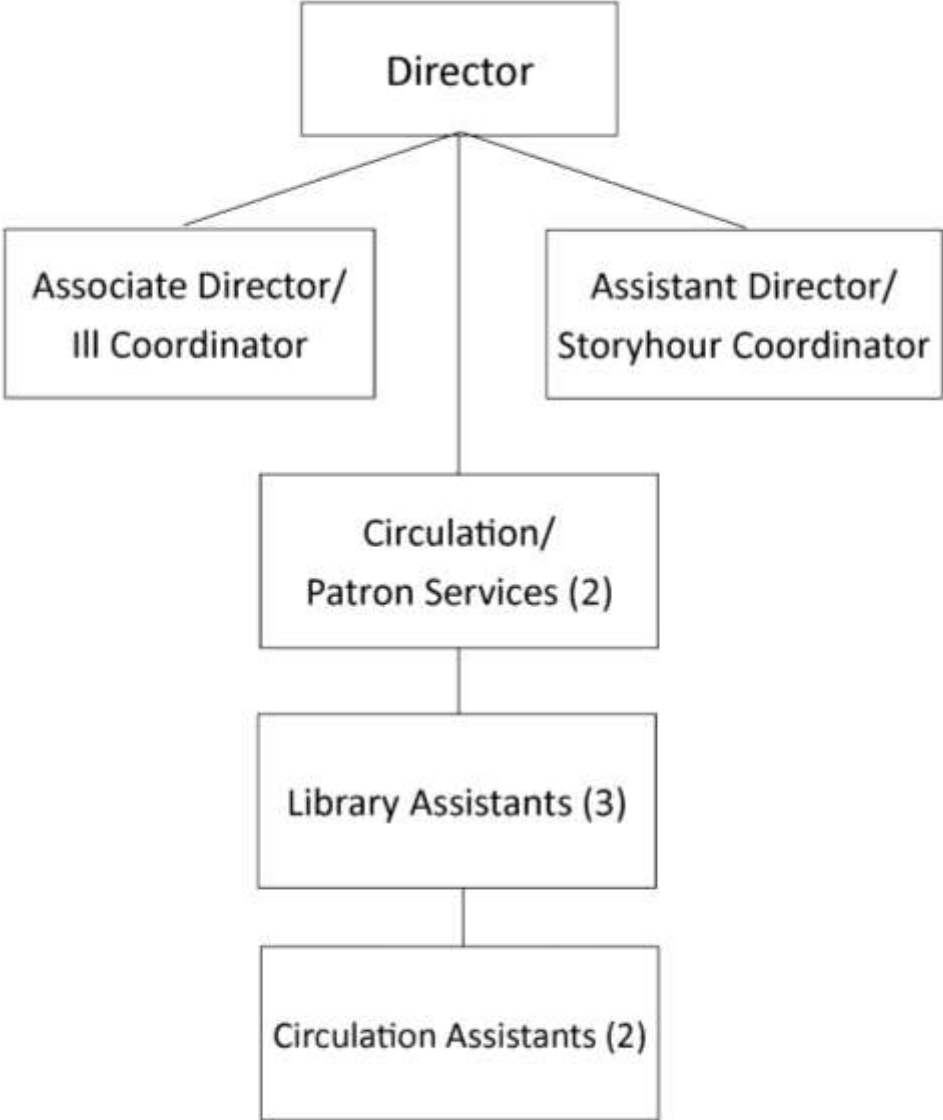 Director
Associate Director/
Ill Coordinator
Assistant Director/
Storyhour Coordinator
Circulation/
Patron Services (2)
Library Assistants (3)
Circulation Assistants (2)